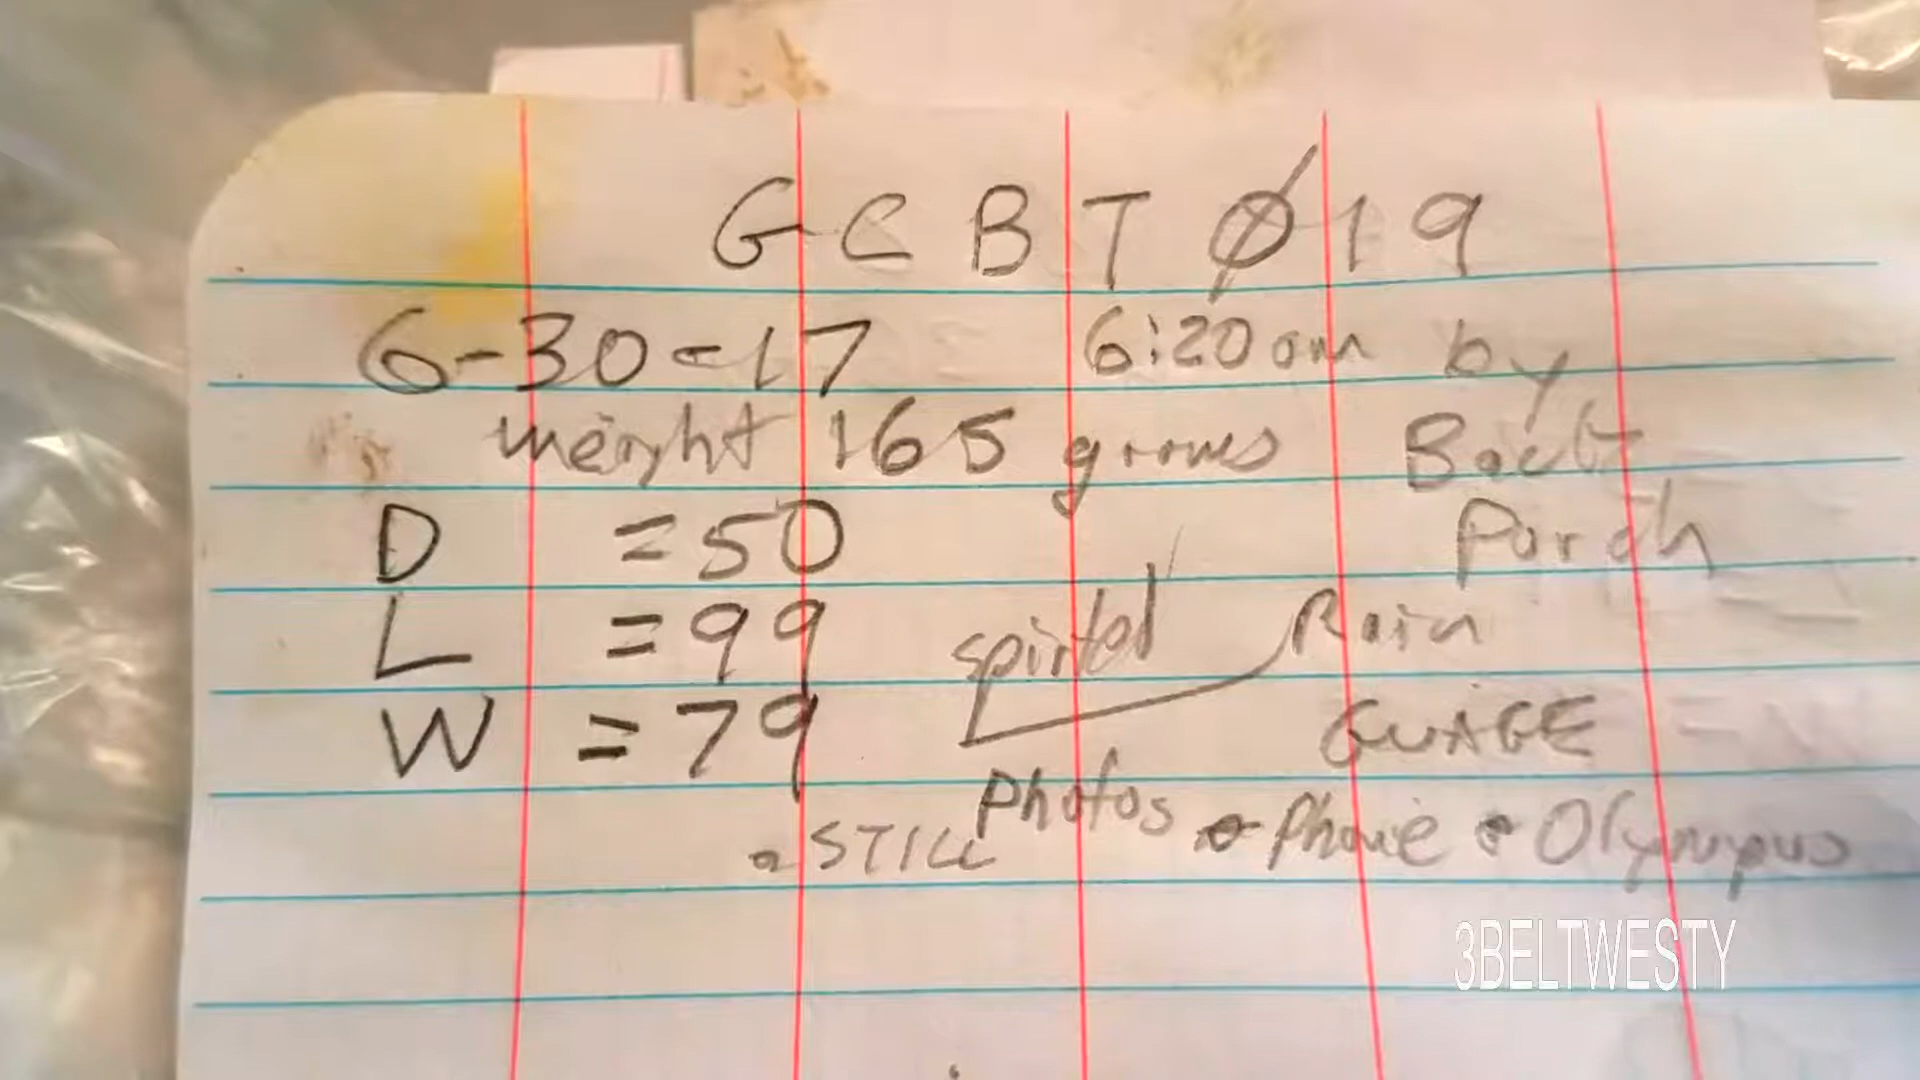 GCBTØ19
6-30-17 6:20am by
weight 165 grams Back
D = 50 Porch
L = 99 spirted Rain
W = 79 GUAGE
Photos
• STILL • Phone • Olympus
3BELTWESTY